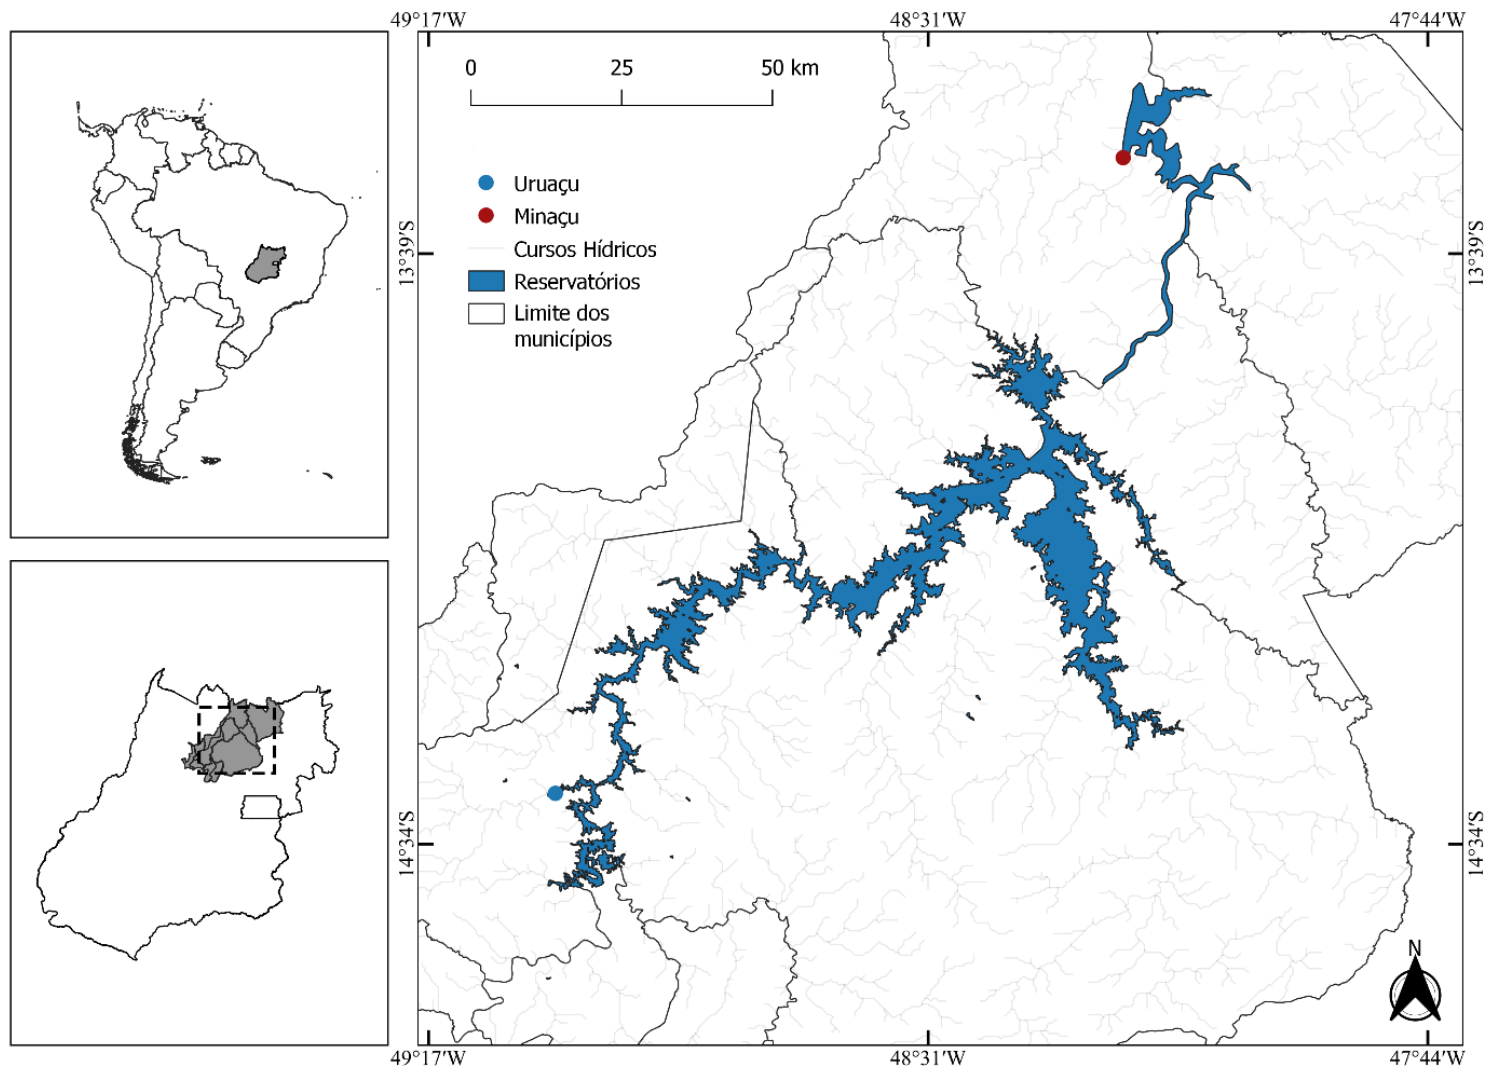 49°17'W 48°31'W 47°44'W
0 25 50 km
Uruaçu
Minaçu
Cursos Hídricos
Reservatórios
Limite dos
municípios
13°39'S
13°39'S
14°34'S
14°34'S
N
49°17'W 48°31'W 47°44'W